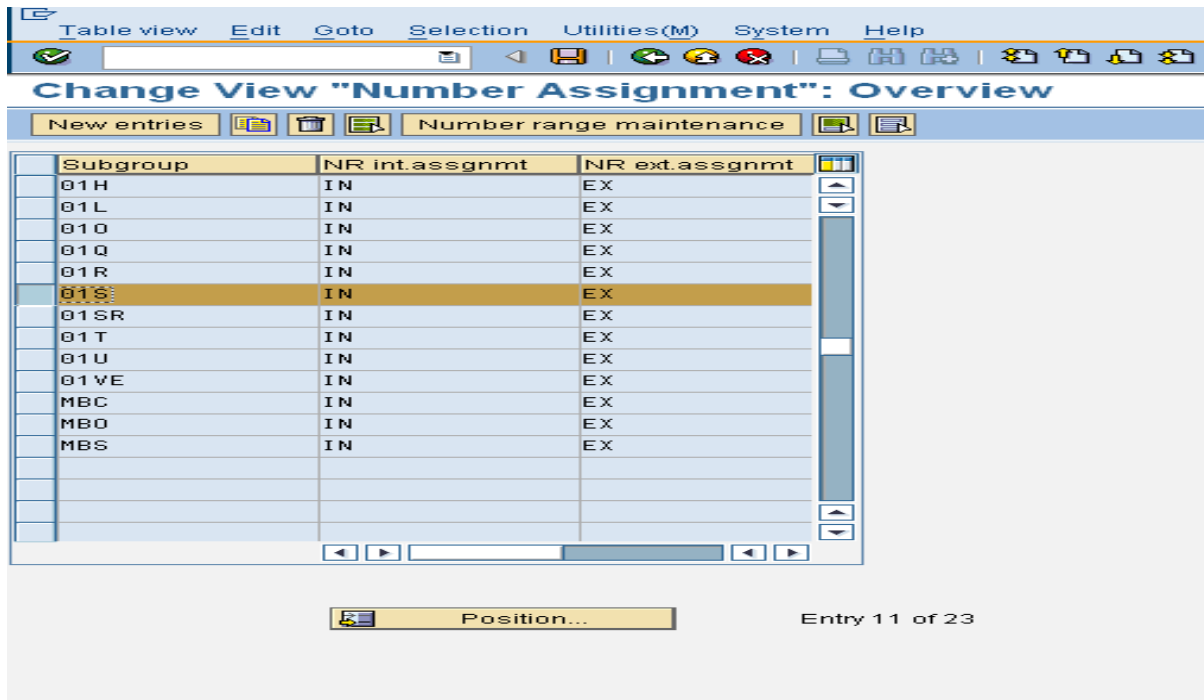 Table view Edit Goto Selection Utilities(M) System Help
Change View "Number Assignment": Overview
New entries Number range maintenance
Subgroup NR int.assgnmt NR ext.assgnmt
01H IN EX
01L IN EX
01O IN EX
01Q IN EX
01R IN EX
01S IN EX
01SR IN EX
01T IN EX
01U IN EX
01VE IN EX
MBC IN EX
MBO IN EX
MBS IN EX
Position... Entry 11 of 23